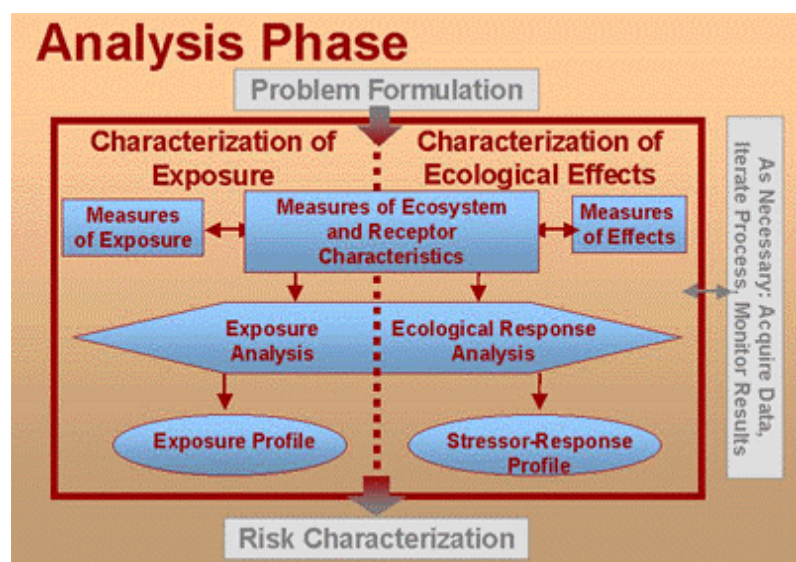 Analysis Phase
Problem Formulation
Characterization of
Exposure
Characterization of
Ecological Effects
Measures
of Exposure
Measures of Ecosystem
and Receptor
Characteristics
Measures
of Effects
Exposure
Analysis
Ecological Response
Analysis
Exposure Profile
Stressor-Response
Profile
Risk Characterization
As Necessary: Acquire Data,
Iterate Process, Monitor Results